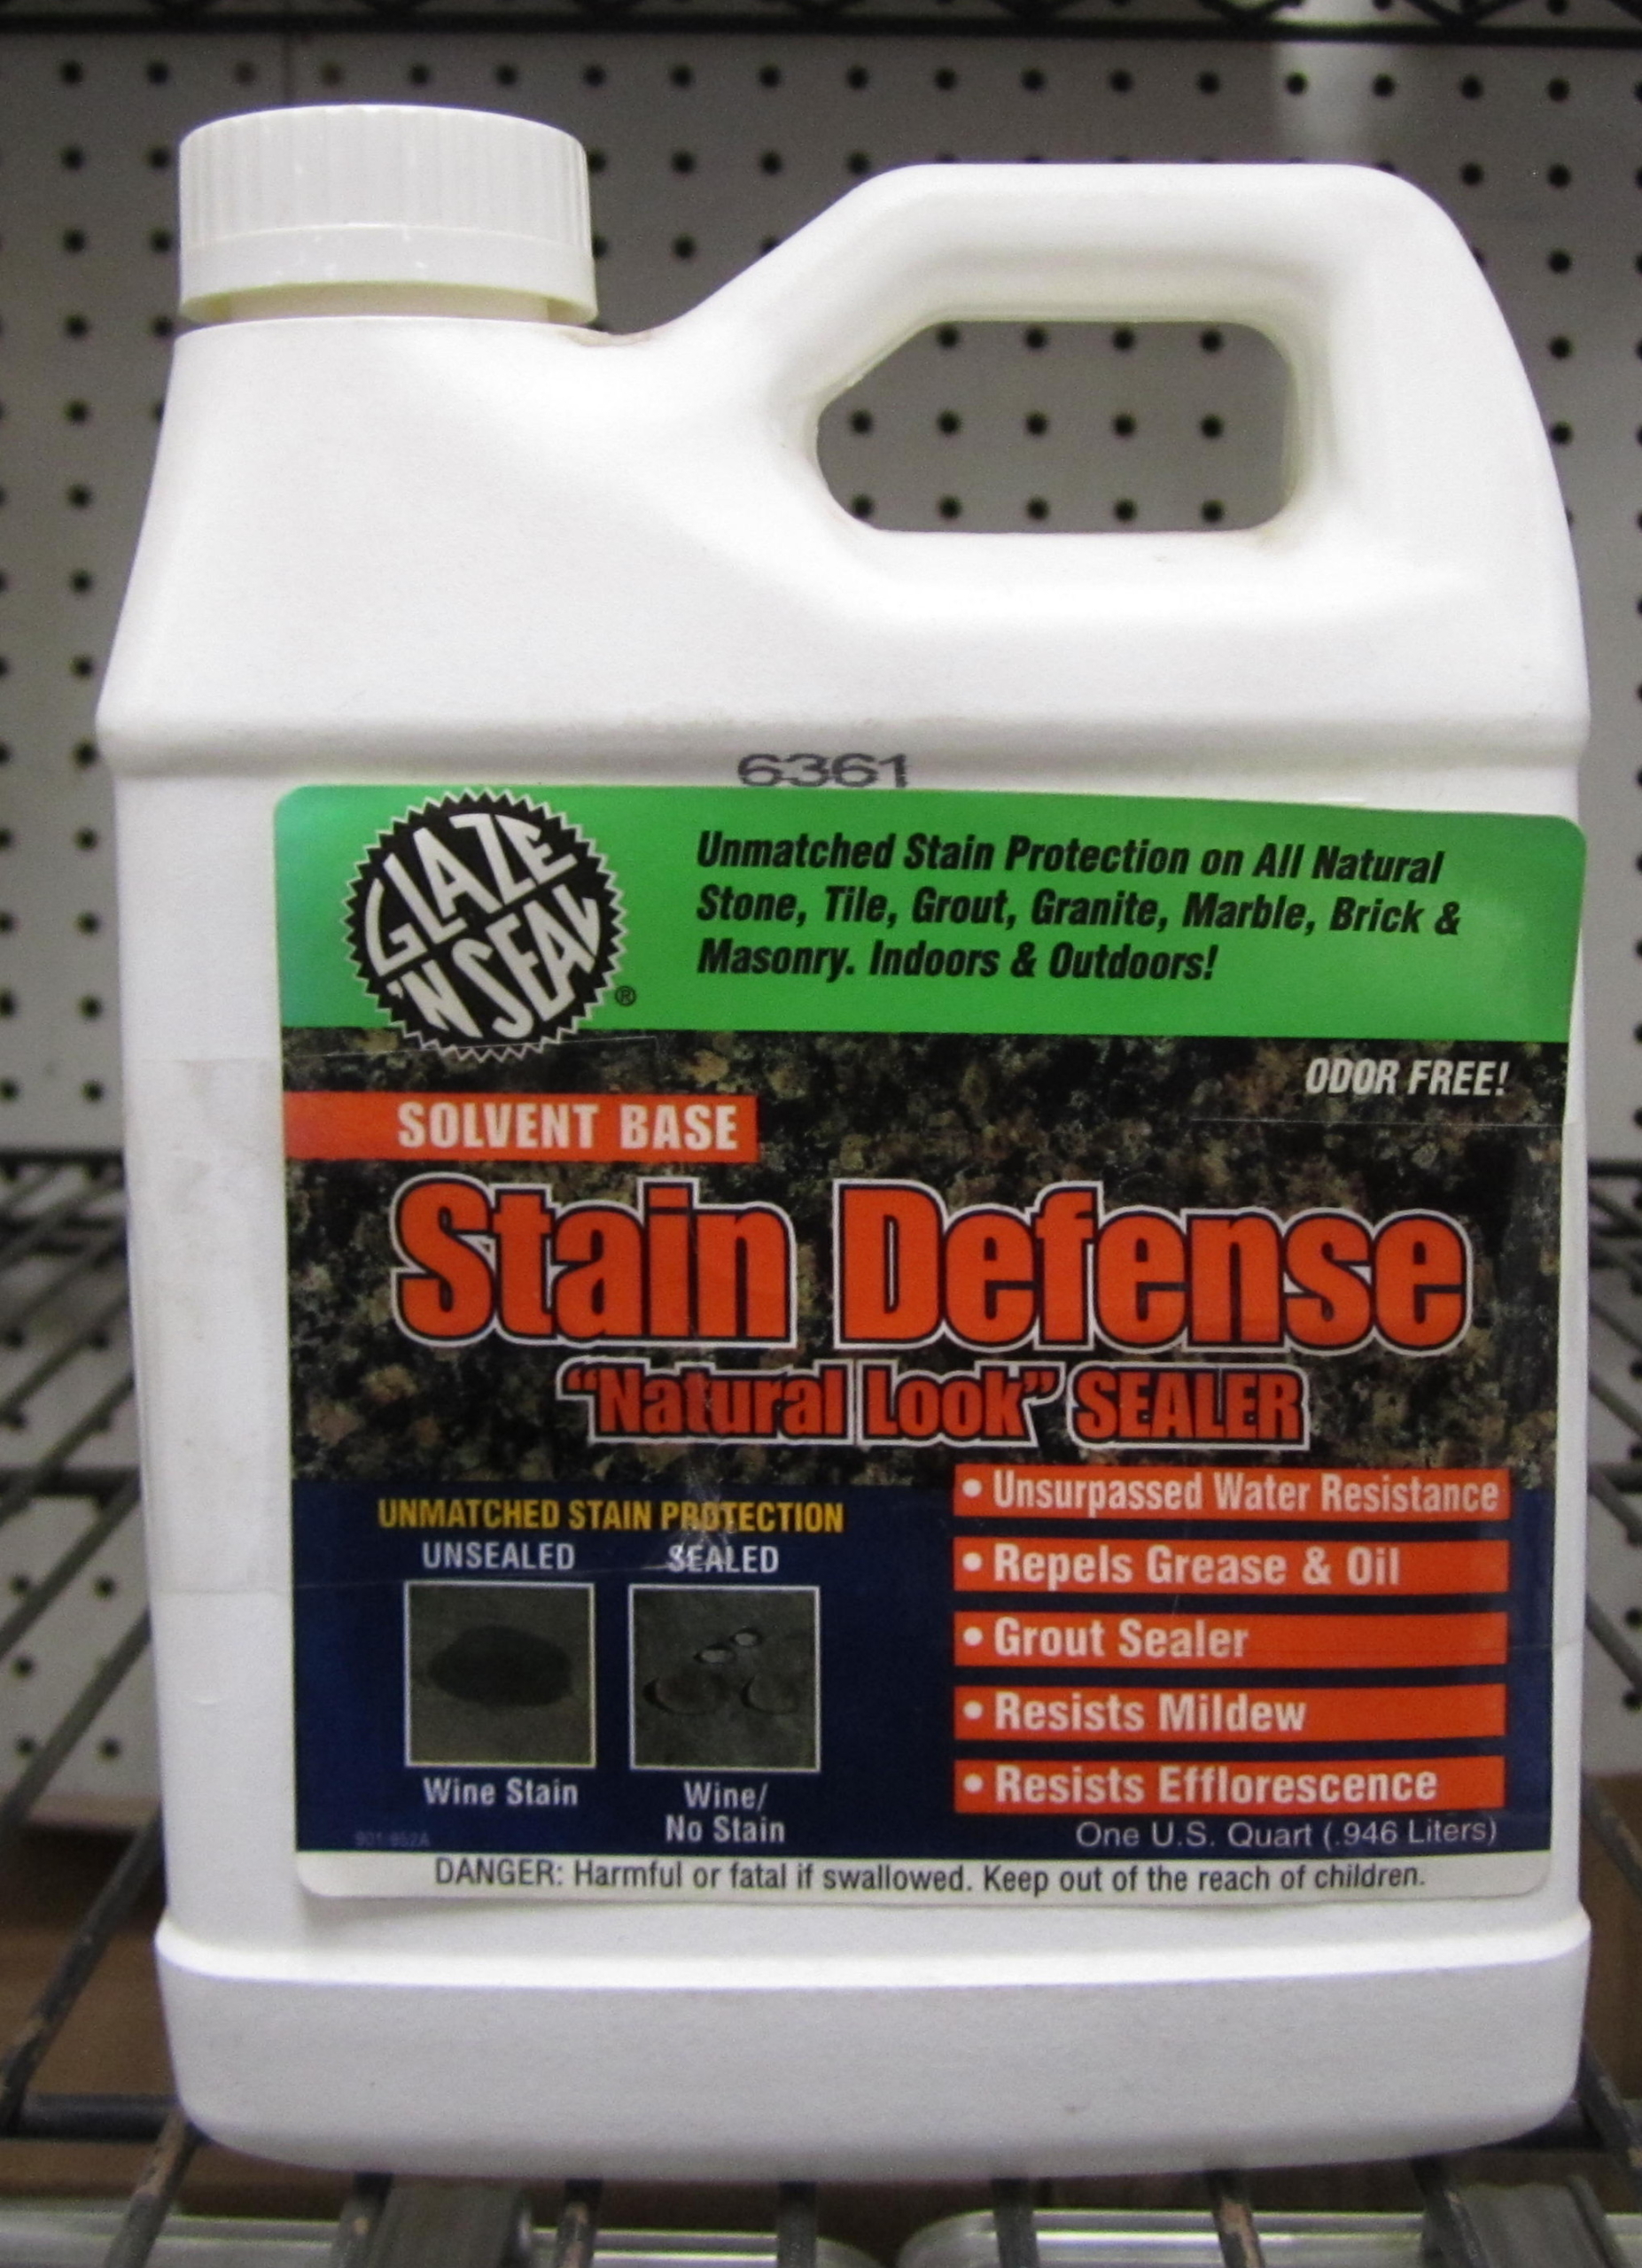 6361
GLAZE
'N SEAL
®
Unmatched Stain Protection on All Natural
Stone, Tile, Grout, Granite, Marble, Brick &
Masonry. Indoors & Outdoors!
ODOR FREE!
SOLVENT BASE
Stain Defense
“Natural Look” SEALER
UNMATCHED STAIN PROTECTION
UNSEALED
SEALED
Wine Stain
Wine/
No Stain
• Unsurpassed Water Resistance
• Repels Grease & Oil
• Grout Sealer
• Resists Mildew
• Resists Efflorescence
One U.S. Quart (.946 Liters)
DANGER: Harmful or fatal if swallowed. Keep out of the reach of children.